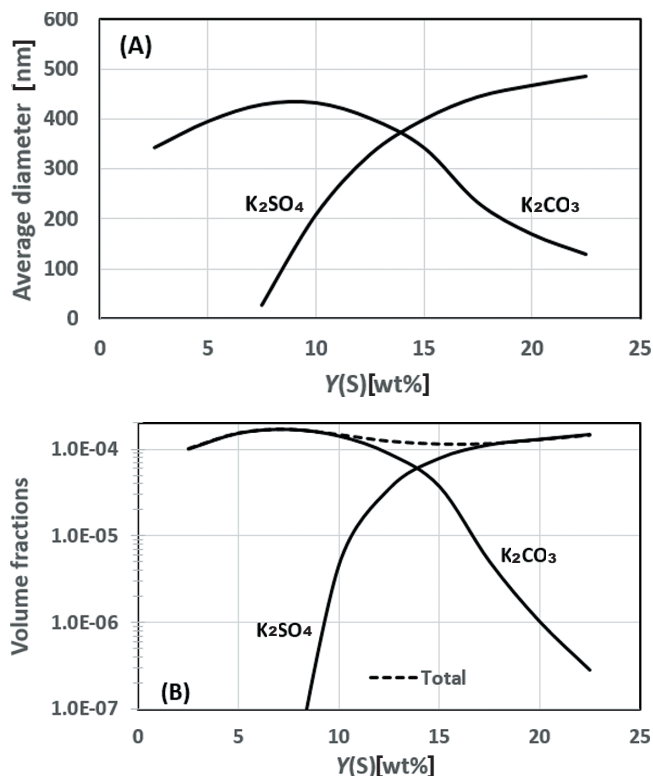 (A)
Average diameter [nm]
600
500
400
300
200
100
0
K₂SO₄
K₂CO₃
0 5 10 15 20 25
Y(S)[wt%]
Volume fractions
1.0E-04
1.0E-05
1.0E-06
1.0E-07
K₂CO₃
K₂SO₄
Total
(B)
0 5 10 15 20 25
Y(S)[wt%]